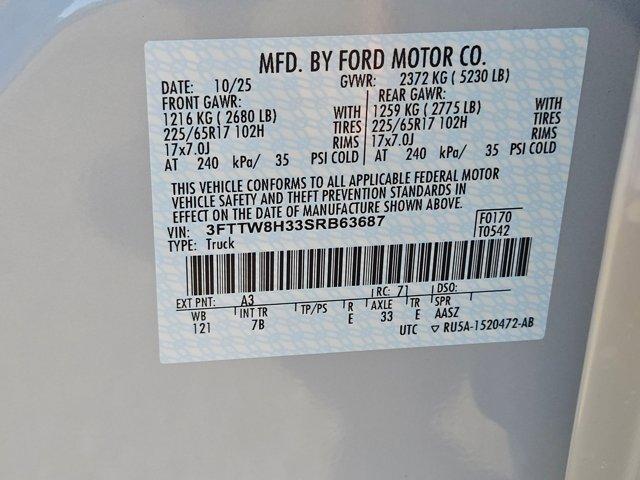 MFD. BY FORD MOTOR CO.
DATE: 10/25 GVWR: 2372 KG ( 5230 LB)
FRONT GAWR: REAR GAWR:
1216 KG ( 2680 LB) WITH 1259 KG ( 2775 LB) WITH
225/65R17 102H TIRES 225/65R17 102H TIRES
17x7.0J RIMS 17x7.0J RIMS
AT 240 kPa/ 35 PSI COLD AT 240 kPa/ 35 PSI COLD
THIS VEHICLE CONFORMS TO ALL APPLICABLE FEDERAL MOTOR
VEHICLE SAFETY AND THEFT PREVENTION STANDARDS IN
EFFECT ON THE DATE OF MANUFACTURE SHOWN ABOVE.
VIN: 3FTTW8H33SRB63687 F0170
TYPE: Truck T0542
EXT PNT: A3 RC: 71 DSO:
WB INT TR TP/PS R AXLE TR SPR
121 7B E 33 E AASZ
UTC ▽ RU5A-1520472-AB